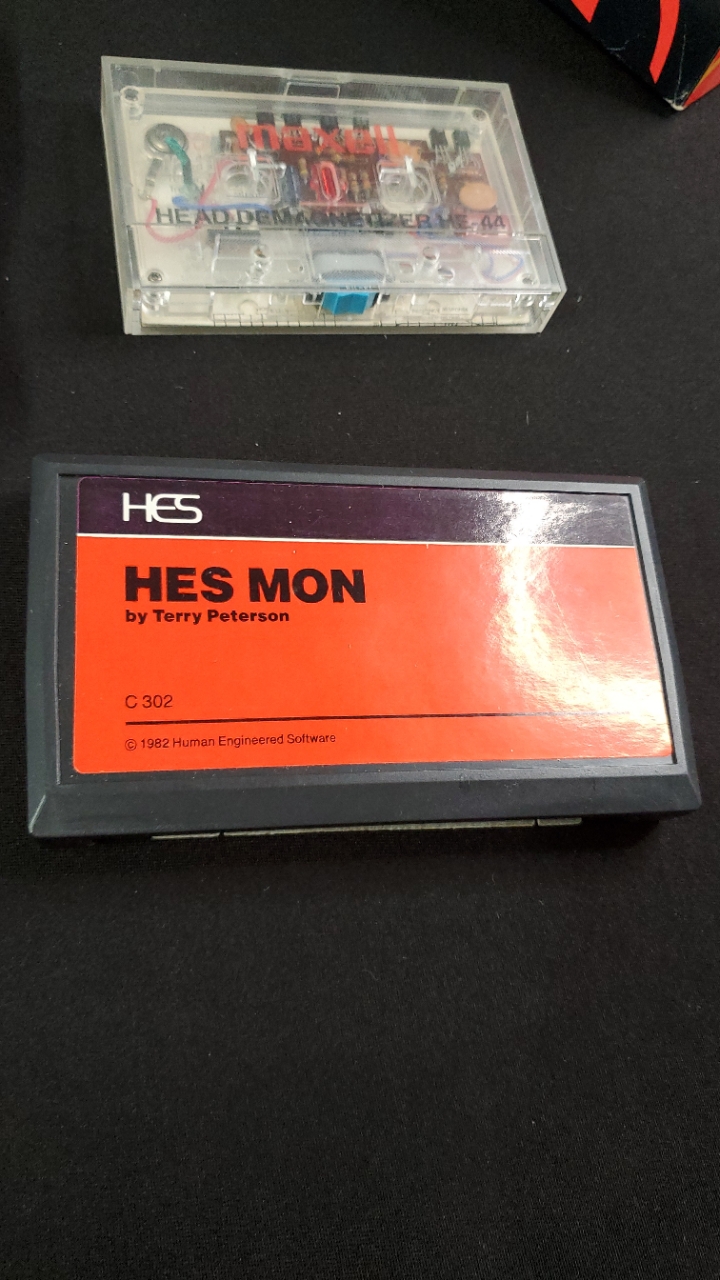 maxell
HEAD DEMAGNETIZER HE-44
HES
HES MON
by Terry Peterson
C 302
© 1982 Human Engineered Software